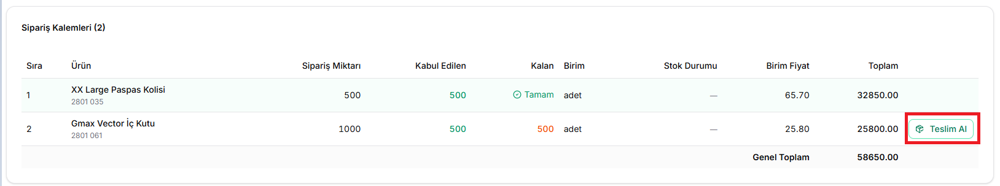 Sipariş Kalemleri (2)
Sıra Ürün Sipariş Miktarı Kabul Edilen Kalan Birim Stok Durumu Birim Fiyat Toplam
1 XX Large Paspas Kolisi 500 500 Tamam adet — 65.70 32850.00
2801 035
2 Gmax Vector İç Kutu 1000 500 500 adet — 25.80 25800.00 Teslim Al
2801 061
Genel Toplam 58650.00